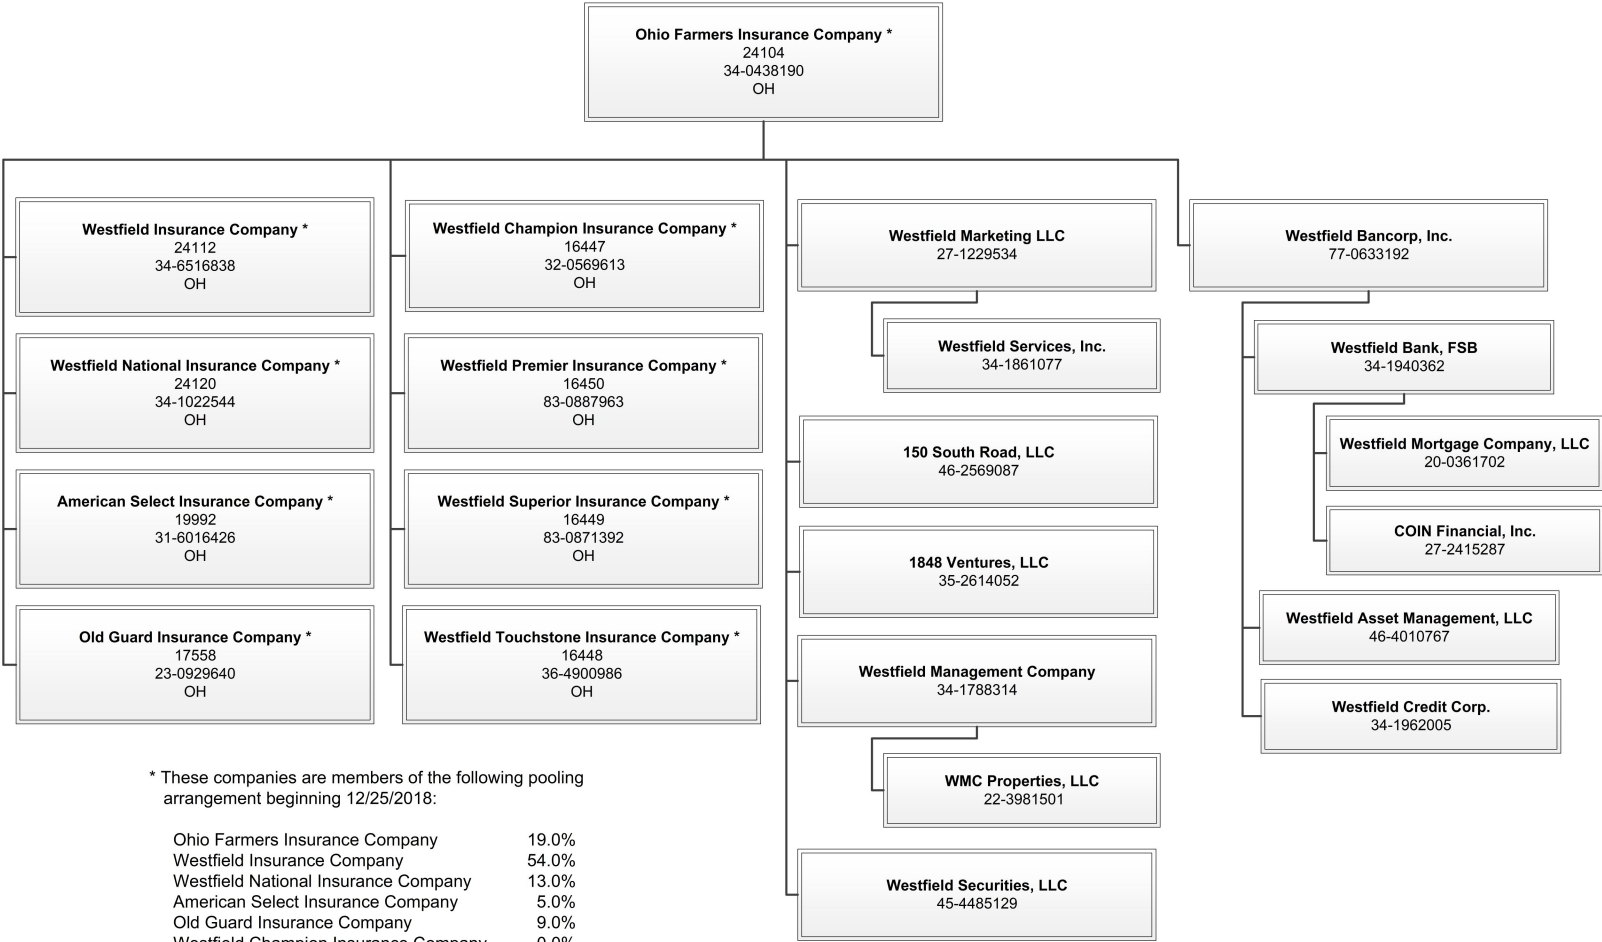 Ohio Farmers Insurance Company *
24104
34-0438190
OH
Westfield Insurance Company *
24112
34-6516838
OH
Westfield National Insurance Company *
24120
34-1022544
OH
American Select Insurance Company *
19992
31-6016426
OH
Old Guard Insurance Company *
17558
23-0929640
OH
Westfield Champion Insurance Company *
16447
32-0569613
OH
Westfield Premier Insurance Company *
16450
83-0887963
OH
Westfield Superior Insurance Company *
16449
83-0871392
OH
Westfield Touchstone Insurance Company *
16448
36-4900986
OH
Westfield Marketing LLC
27-1229534
Westfield Services, Inc.
34-1861077
150 South Road, LLC
46-2569087
1848 Ventures, LLC
35-2614052
Westfield Management Company
34-1788314
WMC Properties, LLC
22-3981501
Westfield Securities, LLC
45-4485129
Westfield Bancorp, Inc.
77-0633192
Westfield Bank, FSB
34-1940362
Westfield Mortgage Company, LLC
20-0361702
COIN Financial, Inc.
27-2415287
Westfield Asset Management, LLC
46-4010767
Westfield Credit Corp.
34-1962005
* These companies are members of the following pooling
arrangement beginning 12/25/2018:
Ohio Farmers Insurance Company 19.0%
Westfield Insurance Company 54.0%
Westfield National Insurance Company 13.0%
American Select Insurance Company 5.0%
Old Guard Insurance Company 9.0%
Westfield Champion Insurance Company 0.0%